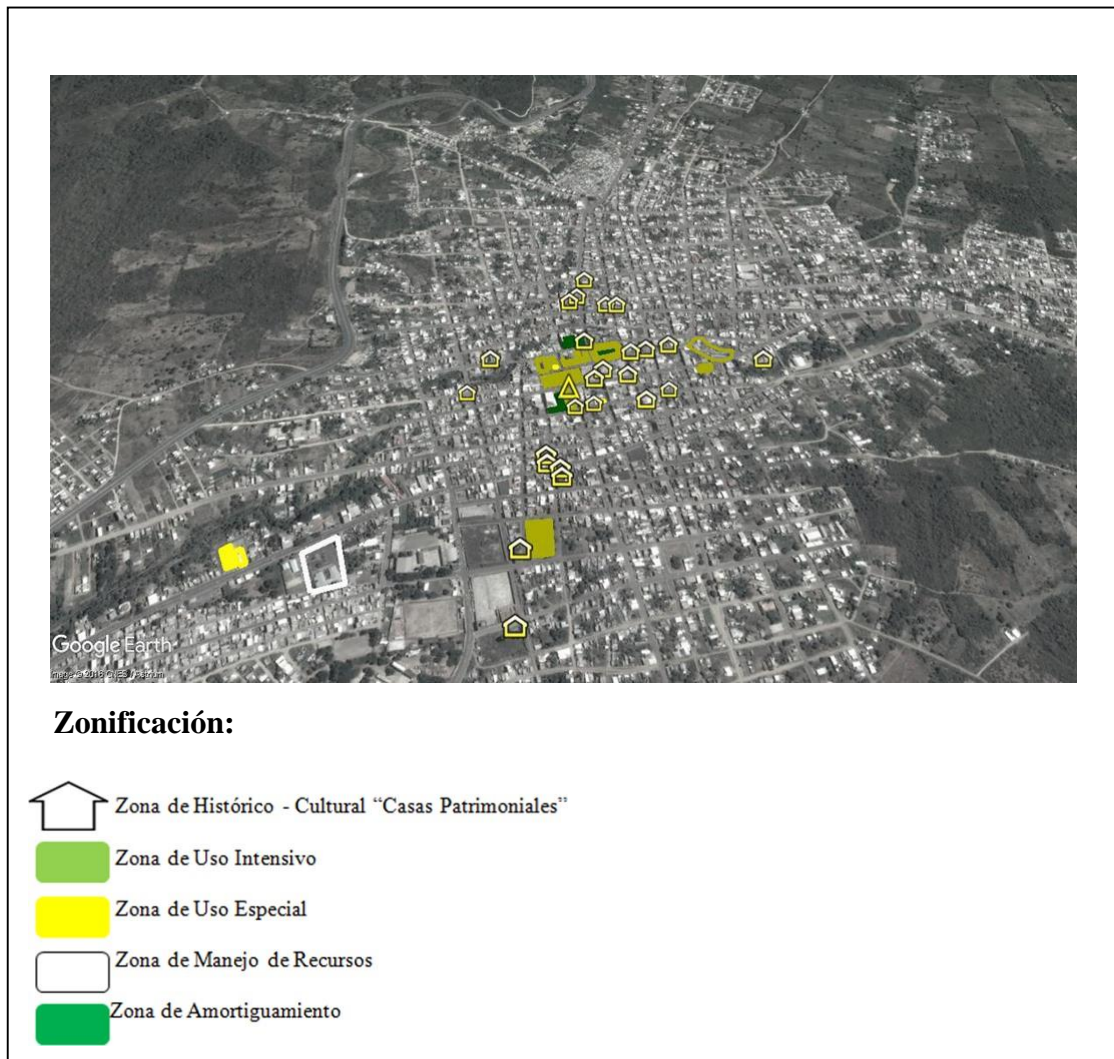 Google Earth
Zonificación:
Zona de Histórico - Cultural “Casas Patrimoniales”
Zona de Uso Intensivo
Zona de Uso Especial
Zona de Manejo de Recursos
Zona de Amortiguamiento